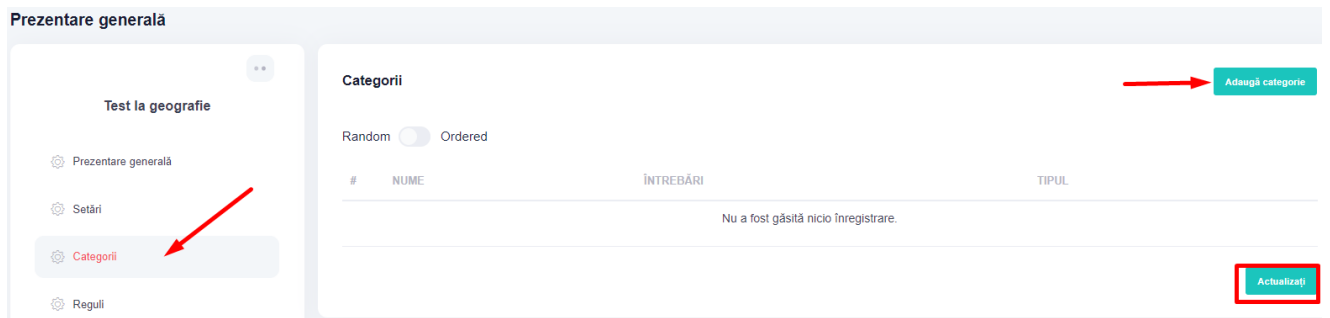 Prezentare generală
Test la geografie
Prezentare generală
Setări
Categorii
Reguli
Categorii
Adaugă categorie
Random Ordered
# NUME ÎNTREBĂRI TIPUL
Nu a fost găsită nicio înregistrare.
Actualizați